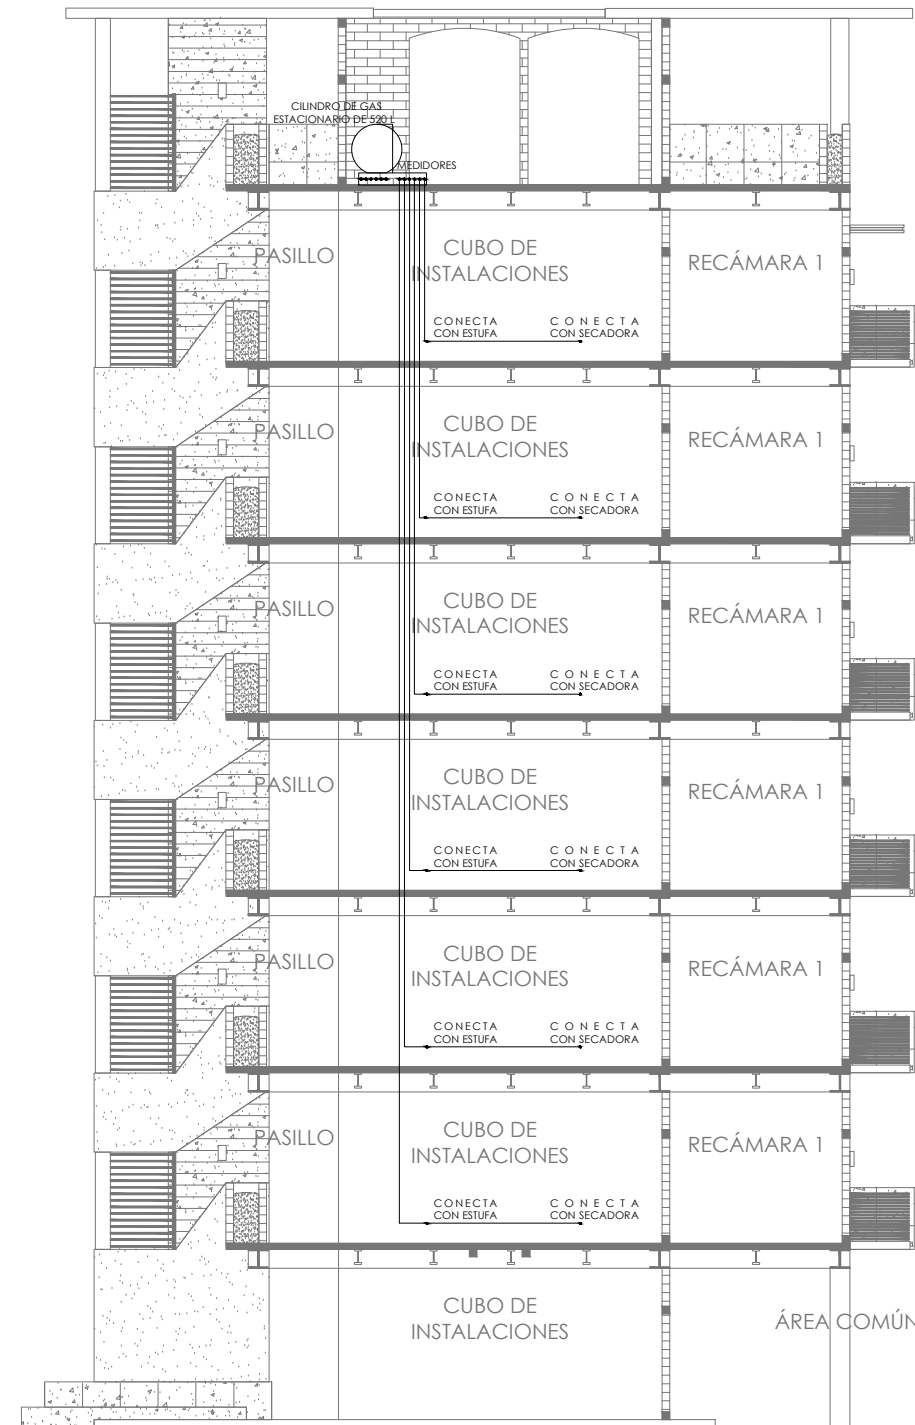 CILINDRO DE GAS
ESTACIONARIO DE 520 L
MEDIDORES
PASILLO
CUBO DE
INSTALACIONES
RECÁMARA 1
CONECTA
CON ESTUFA
CONECTA
CON SECADORA
PASILLO
CUBO DE
INSTALACIONES
RECÁMARA 1
CONECTA
CON ESTUFA
CONECTA
CON SECADORA
PASILLO
CUBO DE
INSTALACIONES
RECÁMARA 1
CONECTA
CON ESTUFA
CONECTA
CON SECADORA
PASILLO
CUBO DE
INSTALACIONES
RECÁMARA 1
CONECTA
CON ESTUFA
CONECTA
CON SECADORA
PASILLO
CUBO DE
INSTALACIONES
RECÁMARA 1
CONECTA
CON ESTUFA
CONECTA
CON SECADORA
PASILLO
CUBO DE
INSTALACIONES
RECÁMARA 1
CONECTA
CON ESTUFA
CONECTA
CON SECADORA
CUBO DE
INSTALACIONES
ÁREA COMÚN